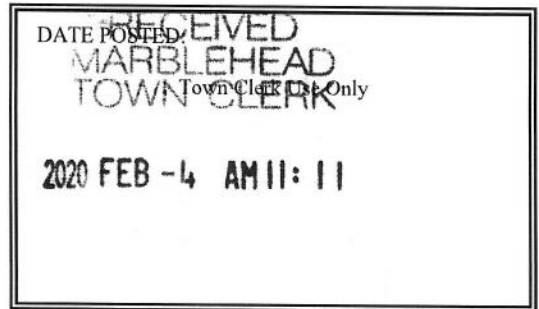 DATE POSTED:
RECEIVED
MARBLEHEAD
TOWN CLERK
Town Clerk Use Only
2020 FEB -4 AM 11: 11